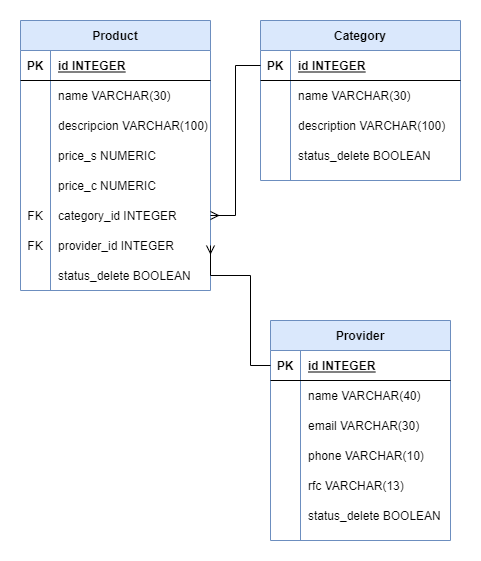 Product
PK id INTEGER
name VARCHAR(30)
descripcion VARCHAR(100)
price_s NUMERIC
price_c NUMERIC
FK category_id INTEGER
FK provider_id INTEGER
status_delete BOOLEAN
Category
PK id INTEGER
name VARCHAR(30)
description VARCHAR(100)
status_delete BOOLEAN
Provider
PK id INTEGER
name VARCHAR(40)
email VARCHAR(30)
phone VARCHAR(10)
rfc VARCHAR(13)
status_delete BOOLEAN